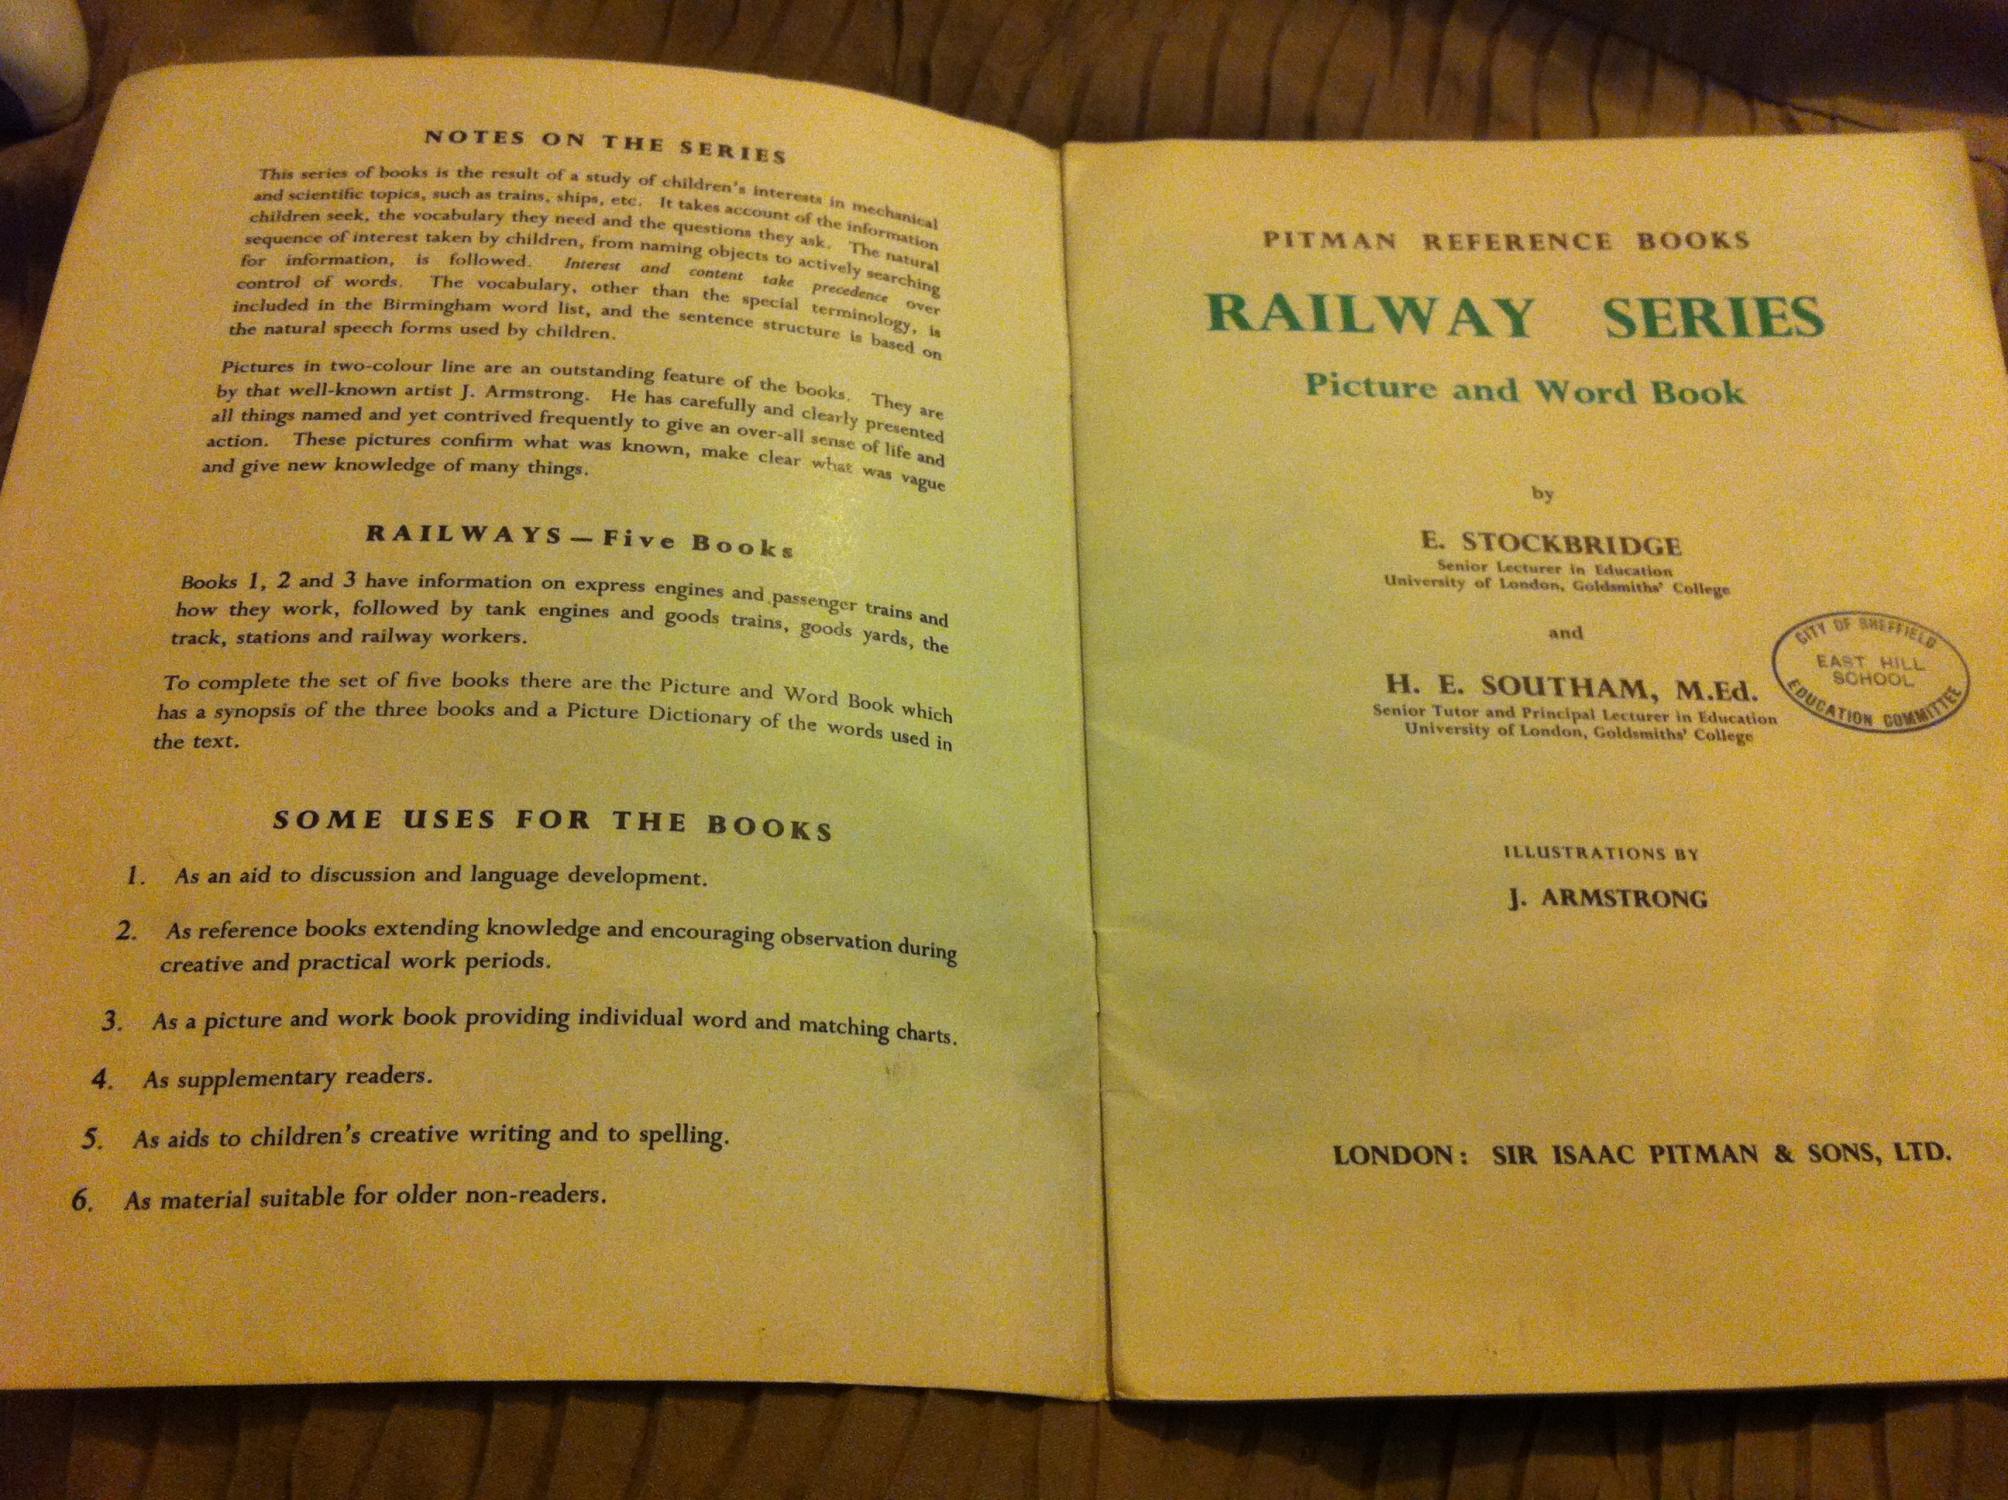 NOTES ON THE SERIES
This series of books is the result of a study of children's interests in mechanical
and scientific topics, such as trains, ships, etc. It takes account of the information
children seek, the vocabulary they need and the questions they ask. The natural
sequence of interest taken by children, from naming objects to actively searching
for information, is followed. Interest and content take precedence over
control of words. The vocabulary, other than the special terminology, is
included in the Birmingham word list, and the sentence structure is based on
the natural speech forms used by children.
Pictures in two-colour line are an outstanding feature of the books. They are
by that well-known artist J. Armstrong. He has carefully and clearly presented
all things named and yet contrived frequently to give an over-all sense of life and
action. These pictures confirm what was known, make clear what was vague
and give new knowledge of many things.
RAILWAYS — Five Books
Books 1, 2 and 3 have information on express engines and passenger trains and
how they work, followed by tank engines and goods trains, goods yards, the
track, stations and railway workers.
To complete the set of five books there are the Picture and Word Book which
has a synopsis of the three books and a Picture Dictionary of the words used in
the text.
SOME USES FOR THE BOOKS
1. As an aid to discussion and language development.
2. As reference books extending knowledge and encouraging observation during
creative and practical work periods.
3. As a picture and work book providing individual word and matching charts.
4. As supplementary readers.
5. As aids to children's creative writing and to spelling.
6. As material suitable for older non-readers.
PITMAN REFERENCE BOOKS
RAILWAY SERIES
Picture and Word Book
by
E. STOCKBRIDGE
Senior Lecturer in Education
University of London, Goldsmiths' College
and
H. E. SOUTHAM, M.Ed.
Senior Tutor and Principal Lecturer in Education
University of London, Goldsmiths' College
CITY OF SHEFFIELD
EAST HILL
SCHOOL
EDUCATION COMMITTEE
ILLUSTRATIONS BY
J. ARMSTRONG
LONDON: SIR ISAAC PITMAN & SONS, LTD.